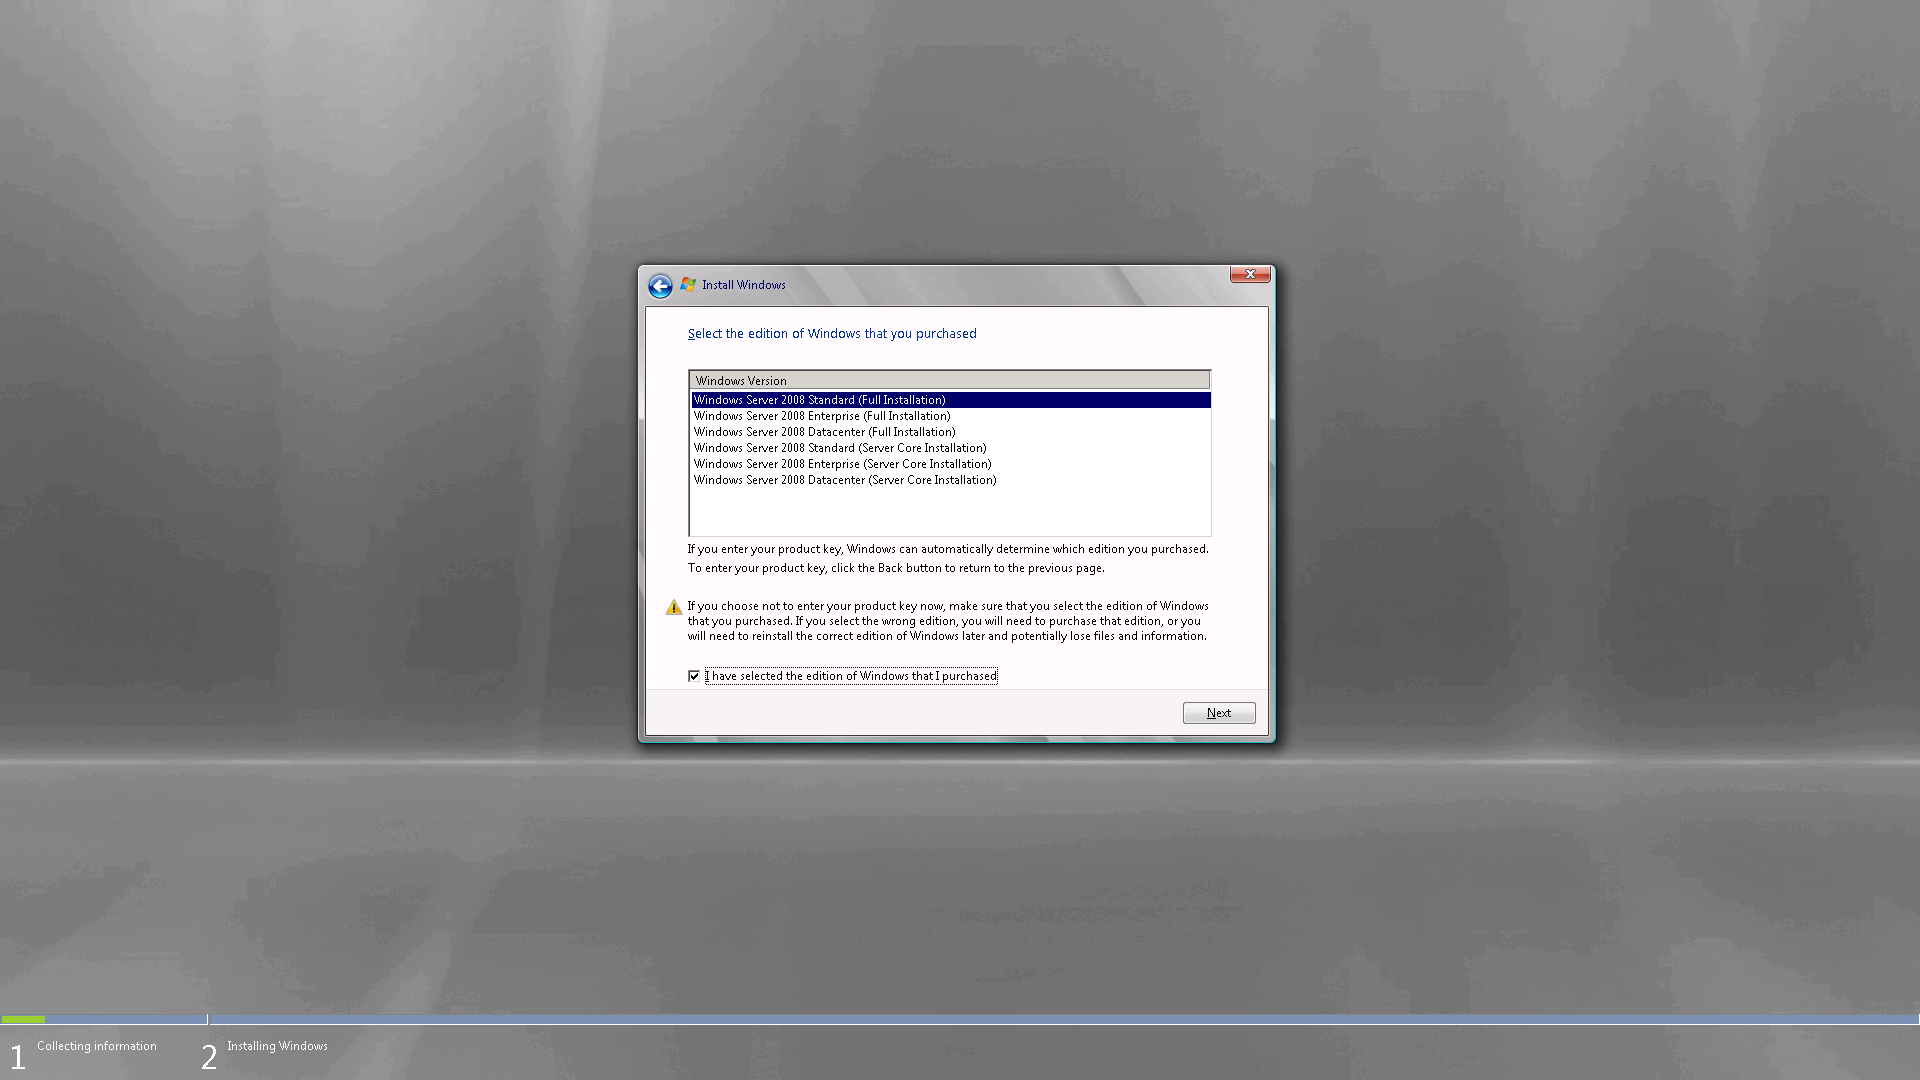 Install Windows
Select the edition of Windows that you purchased
Windows Version
Windows Server 2008 Standard (Full Installation)
Windows Server 2008 Enterprise (Full Installation)
Windows Server 2008 Datacenter (Full Installation)
Windows Server 2008 Standard (Server Core Installation)
Windows Server 2008 Enterprise (Server Core Installation)
Windows Server 2008 Datacenter (Server Core Installation)
If you enter your product key, Windows can automatically determine which edition you purchased.
To enter your product key, click the Back button to return to the previous page.
If you choose not to enter your product key now, make sure that you select the edition of Windows
that you purchased. If you select the wrong edition, you will need to purchase that edition, or you
will need to reinstall the correct edition of Windows later and potentially lose files and information.
I have selected the edition of Windows that I purchased
Next
1 Collecting information
2 Installing Windows